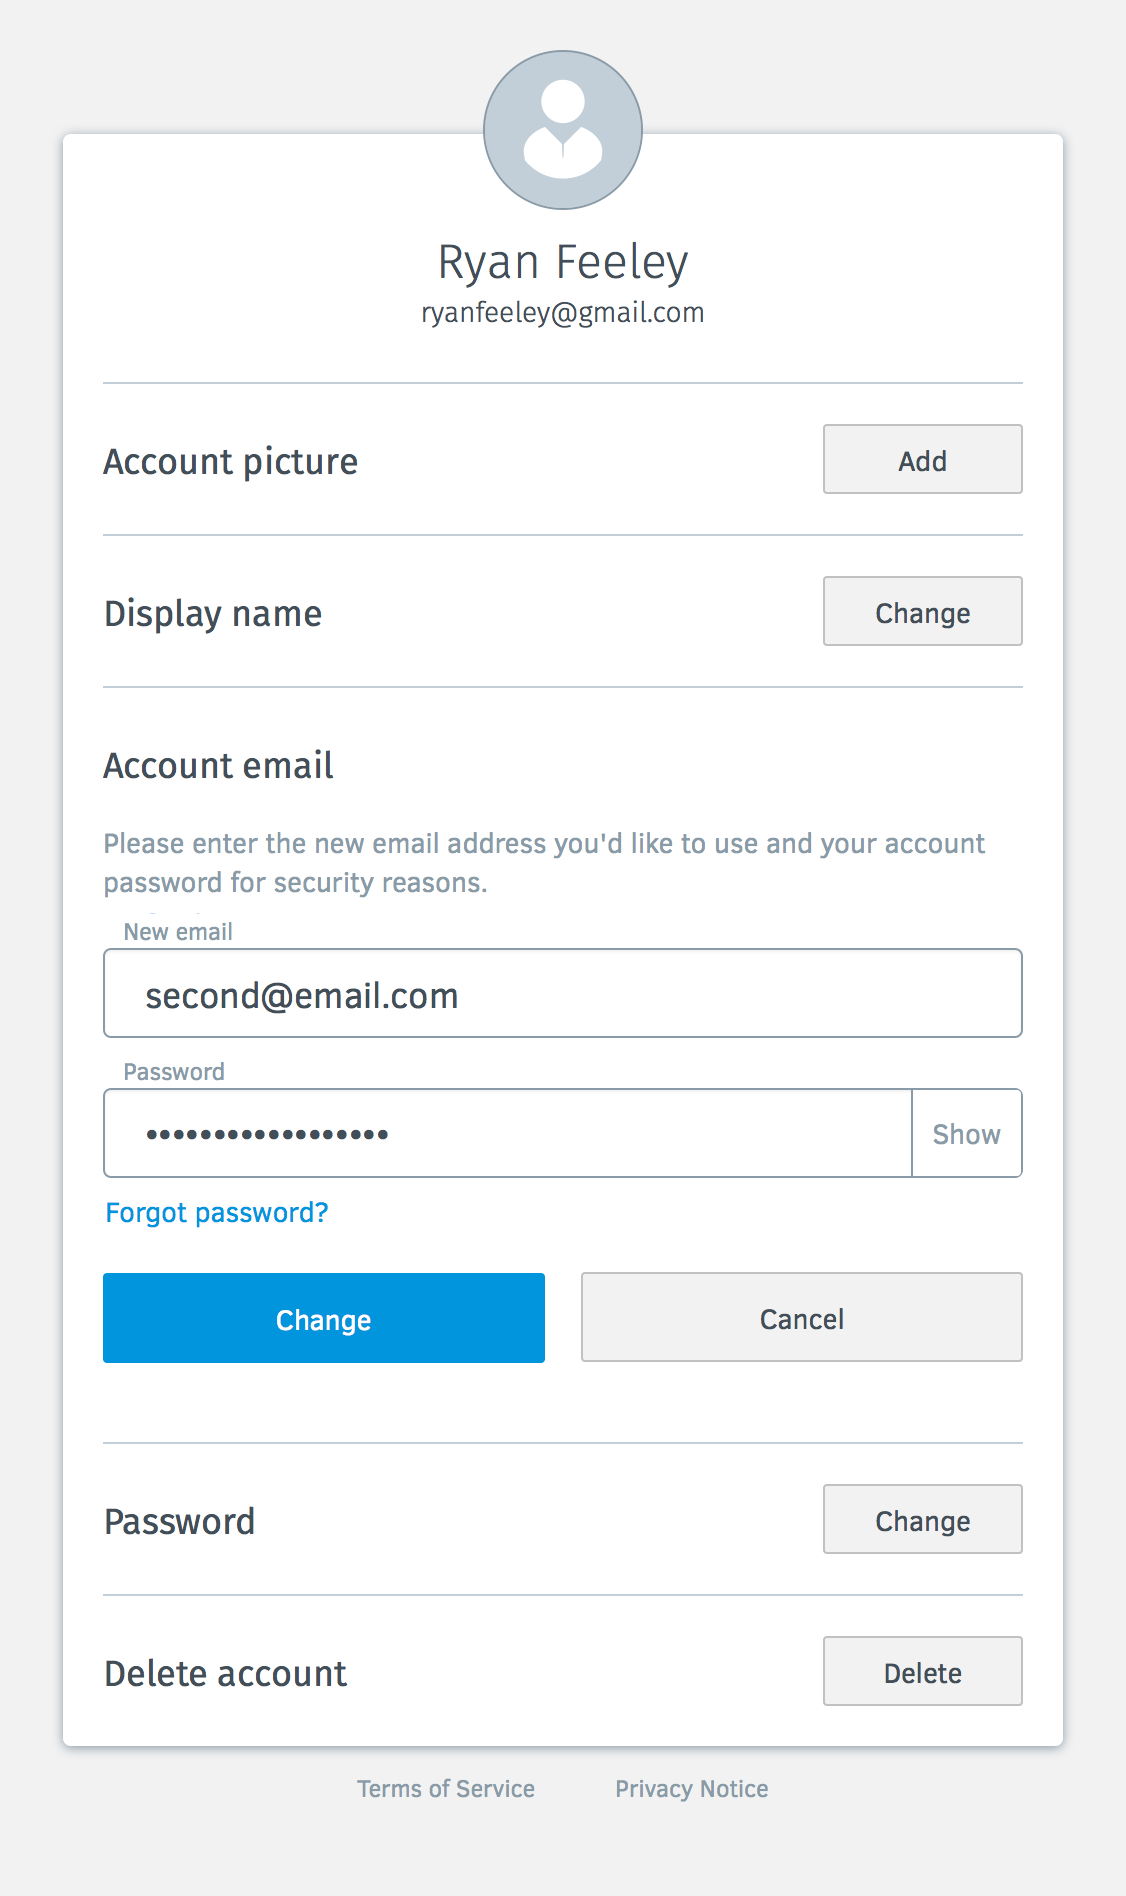 Ryan Feeley
ryanfeeley@gmail.com
Account picture
Add
Display name
Change
Account email
Please enter the new email address you'd like to use and your account
password for security reasons.
New email
second@email.com
Password
••••••••••••••••••
Show
Forgot password?
Change
Cancel
Password
Change
Delete account
Delete
Terms of Service
Privacy Notice